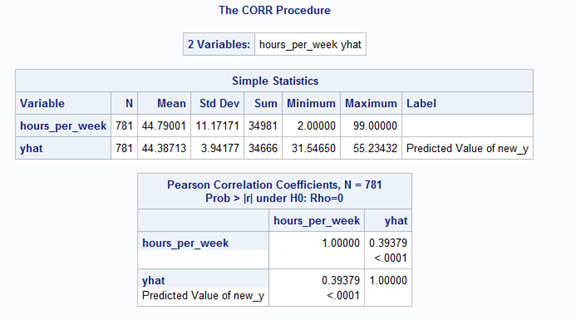 The CORR Procedure
2 Variables: hours_per_week yhat
Simple Statistics
Variable N Mean Std Dev Sum Minimum Maximum Label
hours_per_week 781 44.79001 11.17171 34981 2.00000 99.00000
yhat 781 44.38713 3.94177 34666 31.54650 55.23432 Predicted Value of new_y
Pearson Correlation Coefficients, N = 781
Prob > |r| under H0: Rho=0
hours_per_week yhat
hours_per_week 1.00000 0.39379
<.0001
yhat 0.39379 1.00000
Predicted Value of new_y <.0001